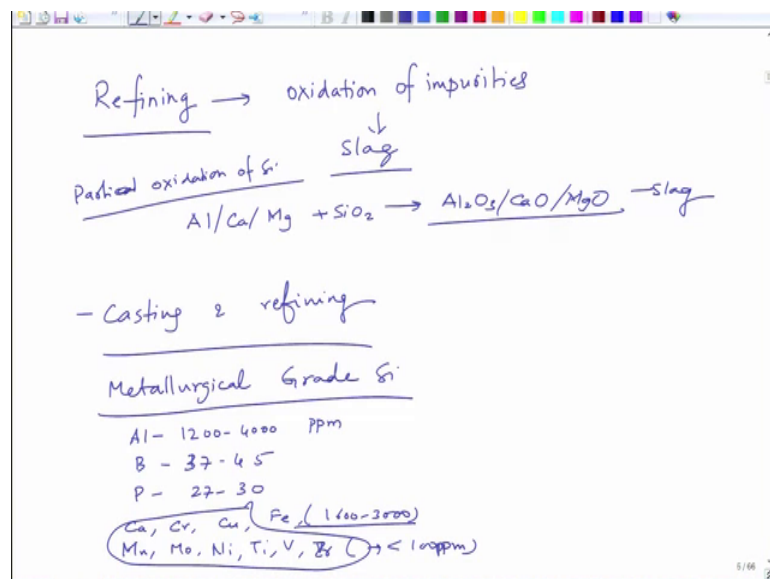 Refining → oxidation of impurities
↓
Slag
Partial oxidation of Si
Al/Ca/Mg + SiO₂ → Al₂O₃/CaO/MgO → Slag
- Casting & refining
Metallurgical Grade Si
Al - 1200-4000 ppm
B - 37-45
P - 27-30
Ca, Cr, Cu, Fe, (1600-3000)
Mn, Mo, Ni, Ti, V, Zr (→ < 100ppm)
5/66